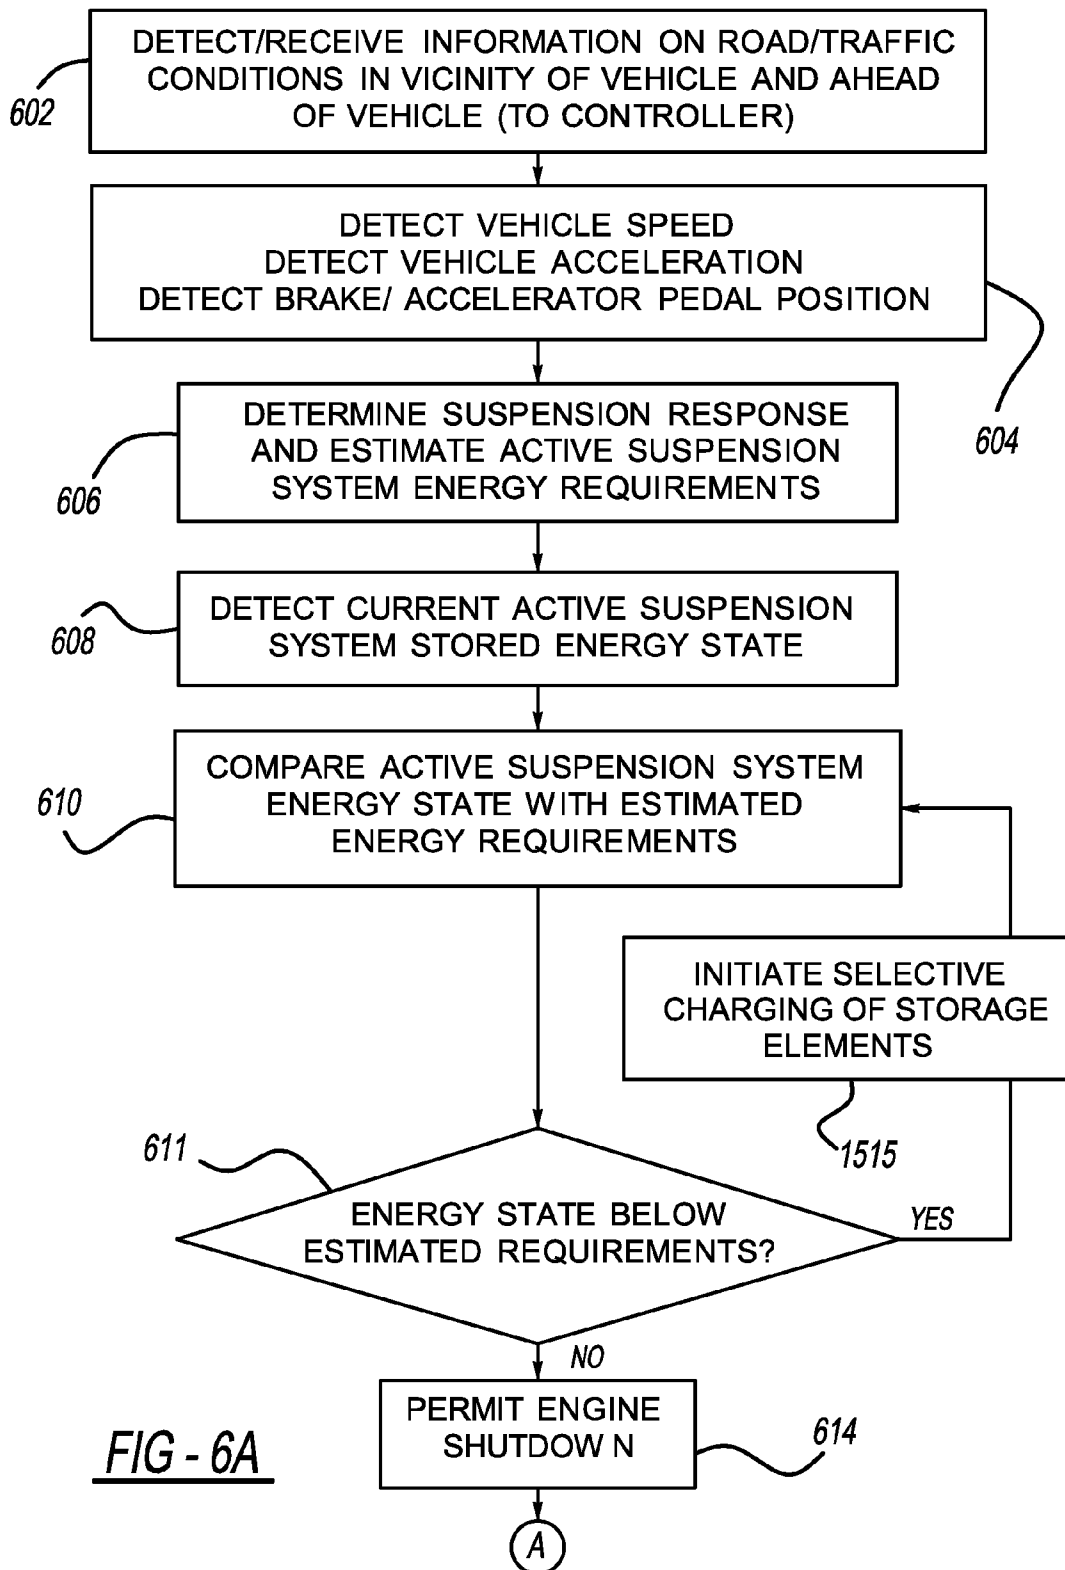 DETECT/RECEIVE INFORMATION ON ROAD/TRAFFIC
CONDITIONS IN VICINITY OF VEHICLE AND AHEAD
OF VEHICLE (TO CONTROLLER)
602
DETECT VEHICLE SPEED
DETECT VEHICLE ACCELERATION
DETECT BRAKE/ ACCELERATOR PEDAL POSITION
604
DETERMINE SUSPENSION RESPONSE
AND ESTIMATE ACTIVE SUSPENSION
SYSTEM ENERGY REQUIREMENTS
606
DETECT CURRENT ACTIVE SUSPENSION
SYSTEM STORED ENERGY STATE
608
COMPARE ACTIVE SUSPENSION SYSTEM
ENERGY STATE WITH ESTIMATED
ENERGY REQUIREMENTS
610
INITIATE SELECTIVE
CHARGING OF STORAGE
ELEMENTS
1515
611
ENERGY STATE BELOW
ESTIMATED REQUIREMENTS?
YES
NO
PERMIT ENGINE
SHUTDOW N
614
FIG - 6A
A